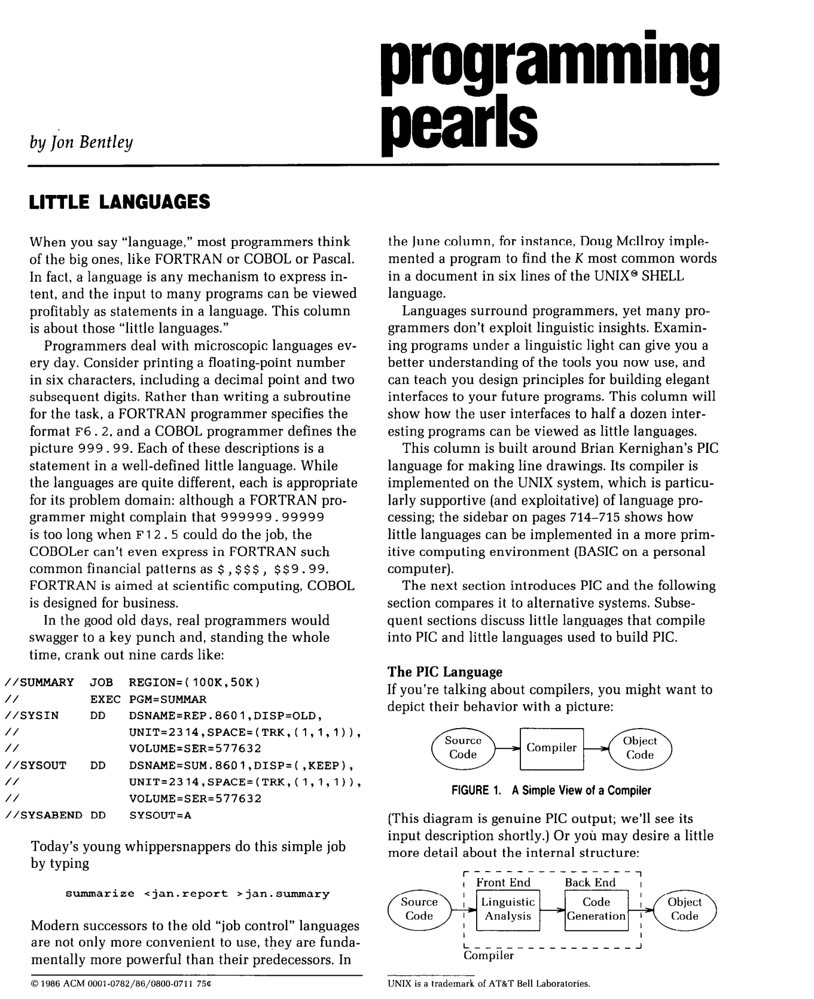 programming
pearls
by Jon Bentley
LITTLE LANGUAGES
When you say “language,” most programmers think
of the big ones, like FORTRAN or COBOL or Pascal.
In fact, a language is any mechanism to express in-
tent, and the input to many programs can be viewed
profitably as statements in a language. This column
is about those “little languages.”
Programmers deal with microscopic languages ev-
ery day. Consider printing a floating-point number
in six characters, including a decimal point and two
subsequent digits. Rather than writing a subroutine
for the task, a FORTRAN programmer specifies the
format F6.2, and a COBOL programmer defines the
picture 999.99. Each of these descriptions is a
statement in a well-defined little language. While
the languages are quite different, each is appropriate
for its problem domain: although a FORTRAN pro-
grammer might complain that 999999.99999
is too long when F12.5 could do the job, the
COBOLer can't even express in FORTRAN such
common financial patterns as $,$$$, $$9.99.
FORTRAN is aimed at scientific computing, COBOL
is designed for business.
In the good old days, real programmers would
swagger to a key punch and, standing the whole
time, crank out nine cards like:
//SUMMARY JOB REGION=(100K,50K)
// EXEC PGM=SUMMAR
//SYSIN DD DSNAME=REP.8601,DISP=OLD,
// UNIT=2314,SPACE=(TRK,(1,1,1)),
// VOLUME=SER=577632
//SYSOUT DD DSNAME=SUM.8601,DISP=(,KEEP),
// UNIT=2314,SPACE=(TRK,(1,1,1)),
// VOLUME=SER=577632
//SYSABEND DD SYSOUT=A
Today's young whippersnappers do this simple job
by typing
summarize <jan.report >jan.summary
Modern successors to the old “job control” languages
are not only more convenient to use, they are funda-
mentally more powerful than their predecessors. In
© 1986 ACM 0001-0782/86/0800-0711 75¢
the June column, for instance, Doug McIlroy imple-
mented a program to find the K most common words
in a document in six lines of the UNIX® SHELL
language.
Languages surround programmers, yet many pro-
grammers don't exploit linguistic insights. Examin-
ing programs under a linguistic light can give you a
better understanding of the tools you now use, and
can teach you design principles for building elegant
interfaces to your future programs. This column will
show how the user interfaces to half a dozen inter-
esting programs can be viewed as little languages.
This column is built around Brian Kernighan's PIC
language for making line drawings. Its compiler is
implemented on the UNIX system, which is particu-
larly supportive (and exploitative) of language pro-
cessing; the sidebar on pages 714–715 shows how
little languages can be implemented in a more prim-
itive computing environment (BASIC on a personal
computer).
The next section introduces PIC and the following
section compares it to alternative systems. Subse-
quent sections discuss little languages that compile
into PIC and little languages used to build PIC.
The PIC Language
If you're talking about compilers, you might want to
depict their behavior with a picture:
Source
Code
Compiler
Object
Code
FIGURE 1. A Simple View of a Compiler
(This diagram is genuine PIC output; we'll see its
input description shortly.) Or you may desire a little
more detail about the internal structure:
Front End
Back End
Source
Code
Linguistic
Analysis
Code
Generation
Object
Code
Compiler
UNIX is a trademark of AT&T Bell Laboratories.